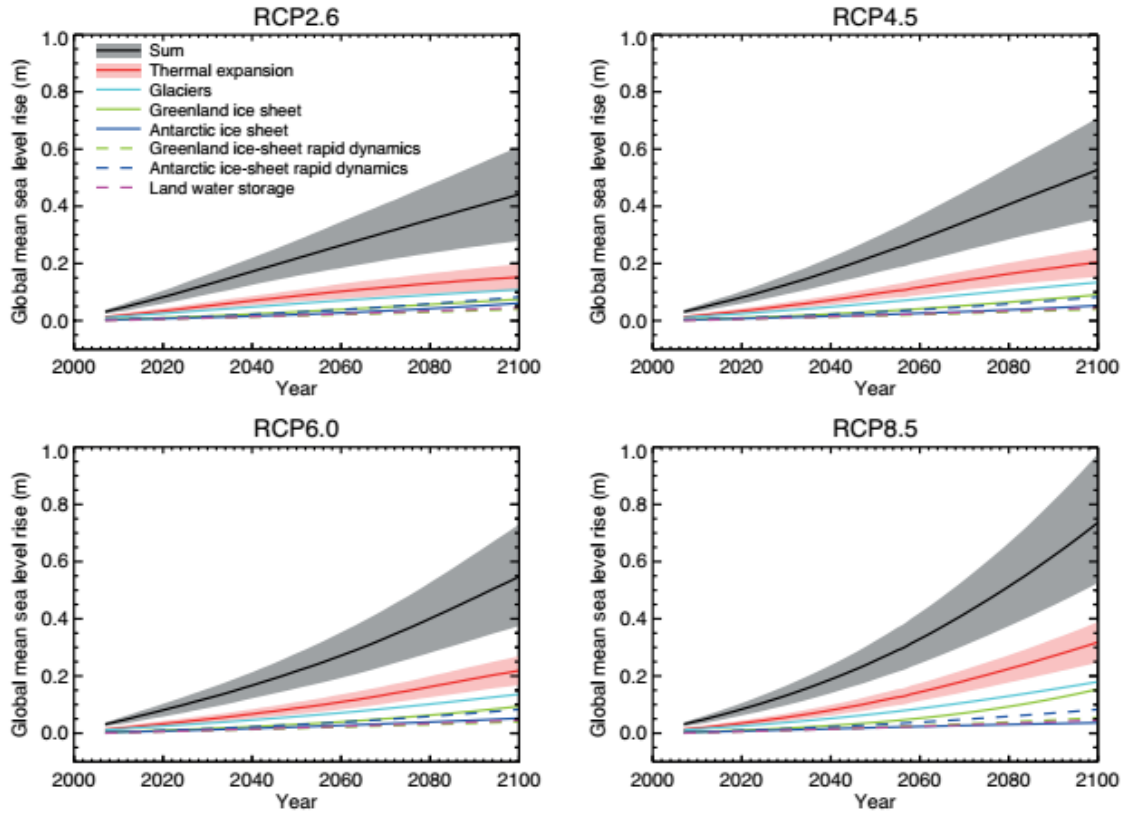 RCP2.6
Global mean sea level rise (m)
1.0
0.8
0.6
0.4
0.2
0.0
Sum
Thermal expansion
Glaciers
Greenland ice sheet
Antarctic ice sheet
Greenland ice-sheet rapid dynamics
Antarctic ice-sheet rapid dynamics
Land water storage
2000 2020 2040 2060 2080 2100
Year
RCP4.5
Global mean sea level rise (m)
1.0
0.8
0.6
0.4
0.2
0.0
2000 2020 2040 2060 2080 2100
Year
RCP6.0
Global mean sea level rise (m)
1.0
0.8
0.6
0.4
0.2
0.0
2000 2020 2040 2060 2080 2100
Year
RCP8.5
Global mean sea level rise (m)
1.0
0.8
0.6
0.4
0.2
0.0
2000 2020 2040 2060 2080 2100
Year